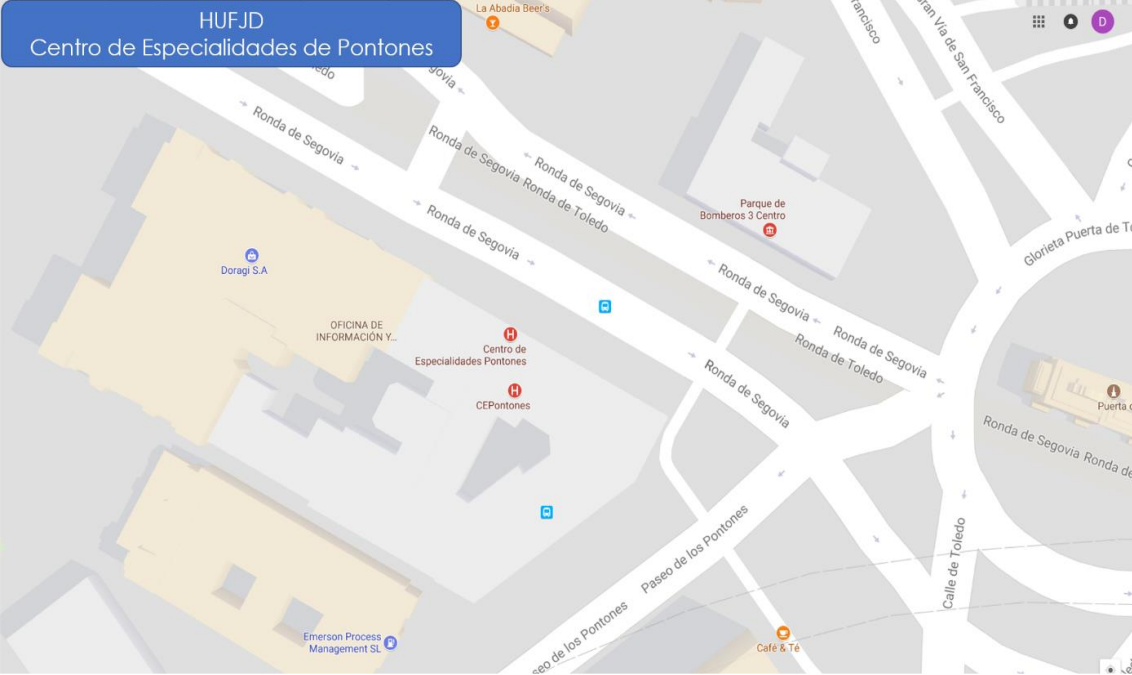 HUFJD
Centro de Especialidades de Pontones
La Abadia Beer's
D
Gran Vía de San Francisco
Ronda de Segovia
Ronda de Segovia Ronda de Toledo
Ronda de Segovia
Parque de
Bomberos 3 Centro
Ronda de Segovia
Glorieta Puerta de To
Doragi S.A
Ronda de Segovia
Ronda de Segovia
Ronda de Toledo
OFICINA DE
INFORMACIÓN Y...
H
Centro de
Especialidades Pontones
H
CEPontones
Ronda de Segovia
Puerta d
Ronda de Segovia Ronda de
Paseo de los Pontones
Calle de Toledo
Paseo de los Pontones
Emerson Process
Management SL
Café & Té